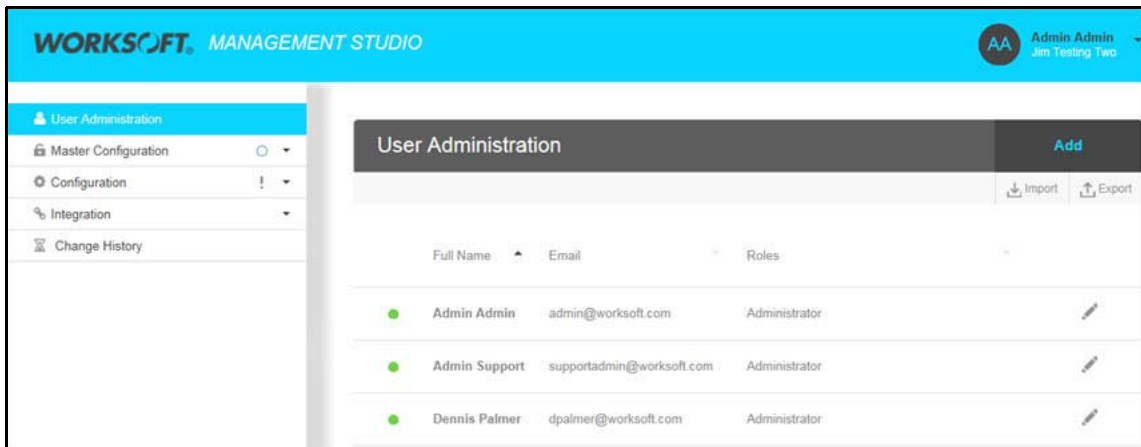 WORKSOFT® MANAGEMENT STUDIO
AA
Admin Admin
Jim Testing Two
User Administration
Master Configuration
Configuration !
Integration
Change History
User Administration
Add
Import Export
Full Name Email Roles
Admin Admin admin@worksoft.com Administrator
Admin Support supportadmin@worksoft.com Administrator
Dennis Palmer dpalmer@worksoft.com Administrator